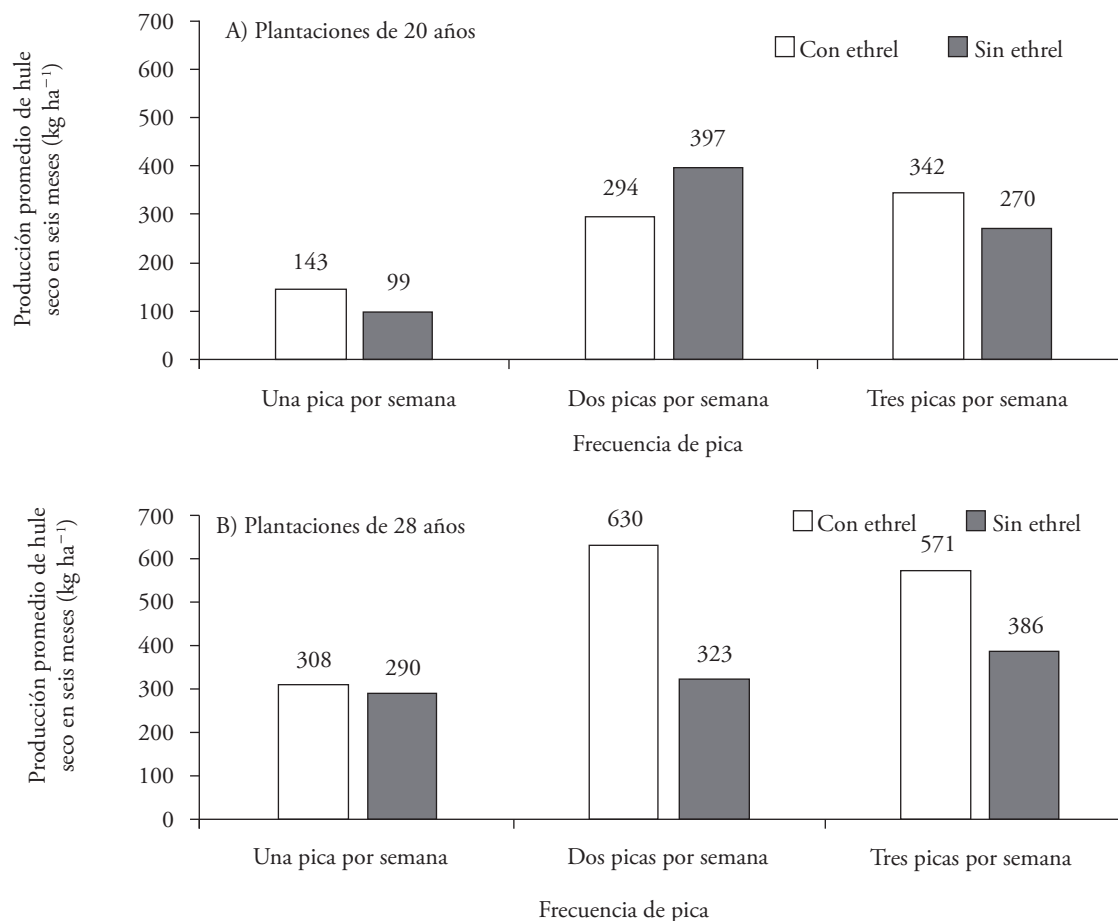 Producción promedio de hule
seco en seis meses (kg ha⁻¹)
700
600
500
400
300
200
100
0
A) Plantaciones de 20 años
Con ethrel
Sin ethrel
143
99
294
397
342
270
Una pica por semana
Dos picas por semana
Tres picas por semana
Frecuencia de pica
Producción promedio de hule
seco en seis meses (kg ha⁻¹)
700
600
500
400
300
200
100
0
B) Plantaciones de 28 años
Con ethrel
Sin ethrel
308
290
630
323
571
386
Una pica por semana
Dos picas por semana
Tres picas por semana
Frecuencia de pica